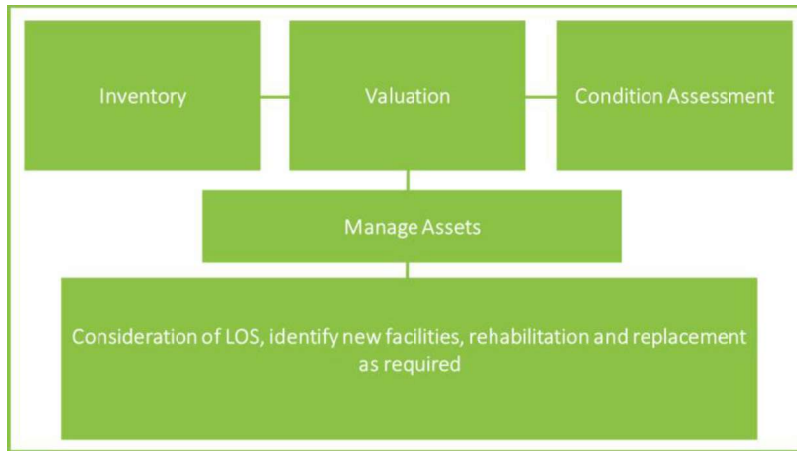 Inventory
Valuation
Condition Assessment
Manage Assets
Consideration of LOS, identify new facilities, rehabilitation and replacement
as required